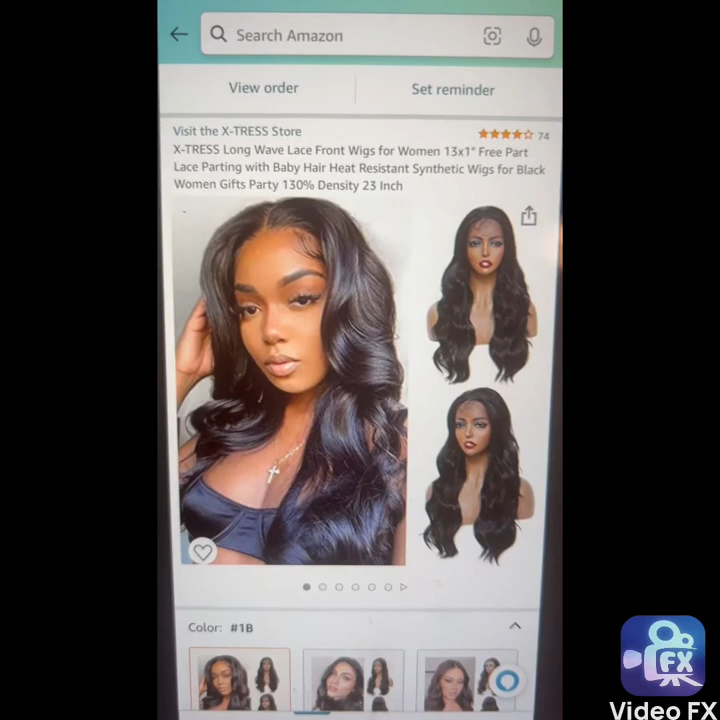 Search Amazon
View order
Set reminder
Visit the X-TRESS Store
74
X-TRESS Long Wave Lace Front Wigs for Women 13x1" Free Part
Lace Parting with Baby Hair Heat Resistant Synthetic Wigs for Black
Women Gifts Party 130% Density 23 Inch
Color: #1B
FX
Video FX